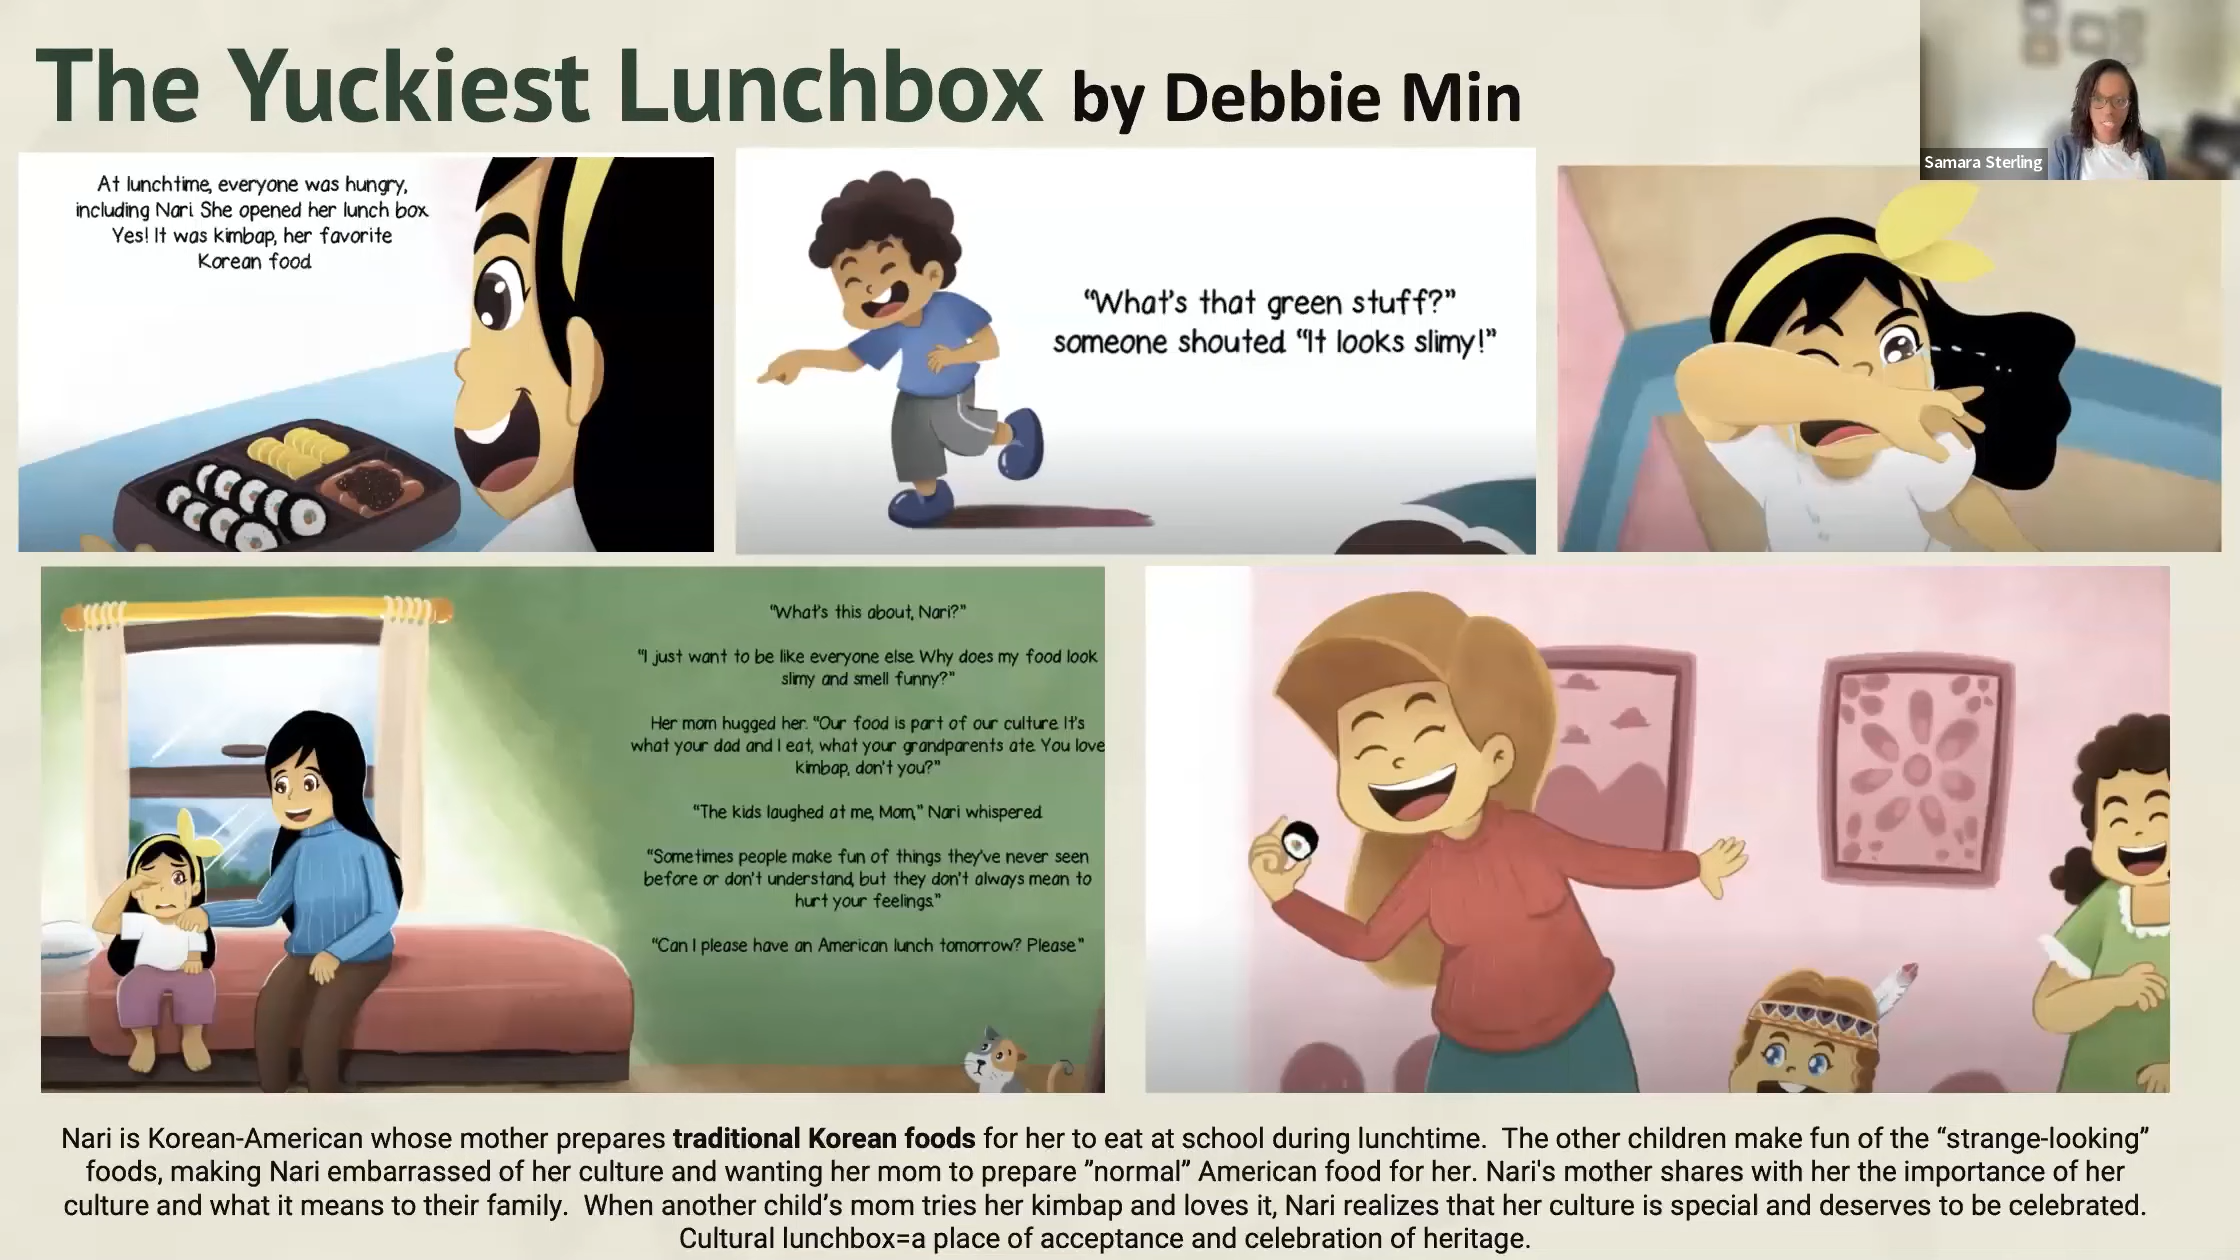 The Yuckiest Lunchbox by Debbie Min
Samara Sterling
At lunchtime, everyone was hungry,
including Nari. She opened her lunch box.
Yes! It was kimbap, her favorite
Korean food.
“What's that green stuff?”
someone shouted. “It looks slimy!”
“What's this about, Nari?”
“I just want to be like everyone else. Why does my food look
slimy and smell funny?”
Her mom hugged her. “Our food is part of our culture. It's
what your dad and I eat, what your grandparents ate. You love
kimbap, don't you?”
“The kids laughed at me, Mom,” Nari whispered.
“Sometimes people make fun of things they've never seen
before or don't understand, but they don't always mean to
hurt your feelings.”
“Can I please have an American lunch tomorrow? Please.”
Nari is Korean-American whose mother prepares traditional Korean foods for her to eat at school during lunchtime.  The other children make fun of the “strange-looking”
foods, making Nari embarrassed of her culture and wanting her mom to prepare ”normal” American food for her. Nari's mother shares with her the importance of her
culture and what it means to their family.  When another child’s mom tries her kimbap and loves it, Nari realizes that her culture is special and deserves to be celebrated.
Cultural lunchbox=a place of acceptance and celebration of heritage.